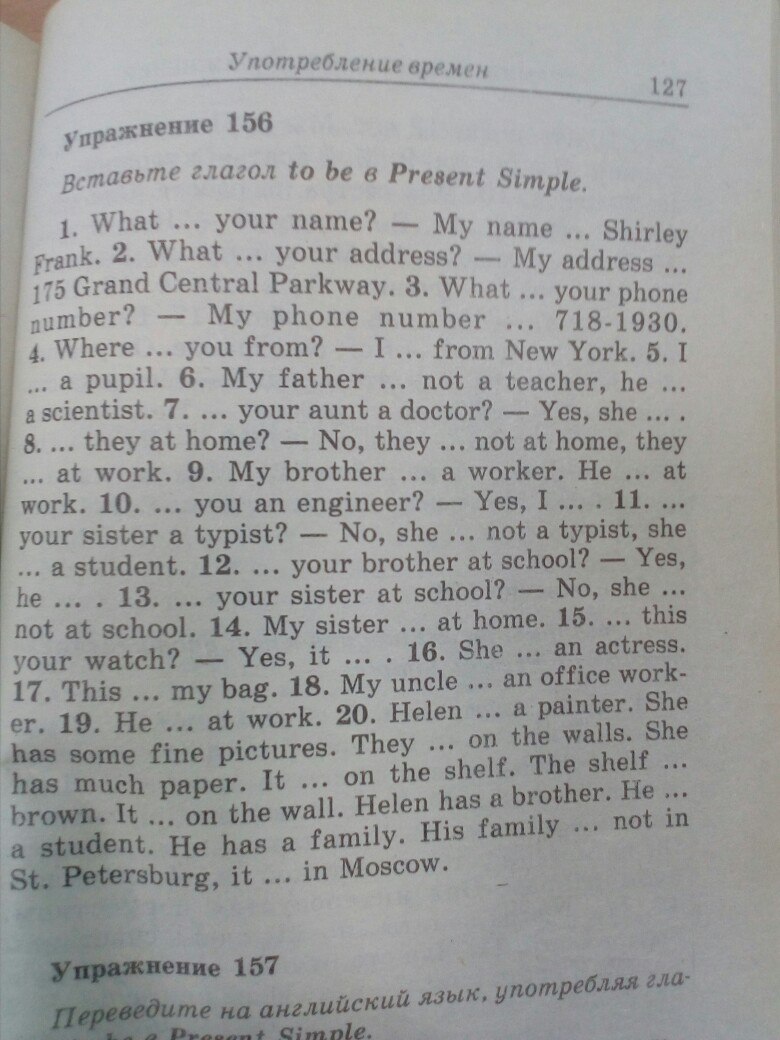 Употребление времен
127
Упражнение 156
Вставьте глагол to be в Present Simple.
1. What ... your name? — My name ... Shirley
Frank. 2. What ... your address? — My address ...
175 Grand Central Parkway. 3. What ... your phone
number? — My phone number ... 718-1930.
4. Where ... you from? — I ... from New York. 5. I
... a pupil. 6. My father ... not a teacher, he ...
a scientist. 7. ... your aunt a doctor? — Yes, she ... .
8. ... they at home? — No, they ... not at home, they
... at work. 9. My brother ... a worker. He ... at
work. 10. ... you an engineer? — Yes, I ... . 11. ...
your sister a typist? — No, she ... not a typist, she
... a student. 12. ... your brother at school? — Yes,
he ... . 13. ... your sister at school? — No, she ...
not at school. 14. My sister ... at home. 15. ... this
your watch? — Yes, it ... . 16. She ... an actress.
17. This ... my bag. 18. My uncle ... an office work-
er. 19. He ... at work. 20. Helen ... a painter. She
has some fine pictures. They ... on the walls. She
has much paper. It ... on the shelf. The shelf ...
brown. It ... on the wall. Helen has a brother. He ...
a student. He has a family. His family ... not in
St. Petersburg, it ... in Moscow.
Упражнение 157
Переведите на английский язык, употребляя гла-
be в Present Simple.